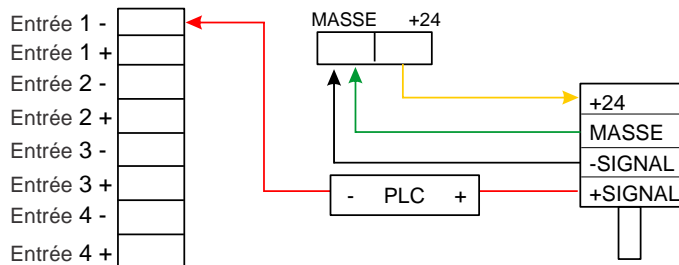 Entrée 1 -
Entrée 1 +
Entrée 2 -
Entrée 2 +
Entrée 3 -
Entrée 3 +
Entrée 4 -
Entrée 4 +
MASSE +24
- PLC +
+24
MASSE
-SIGNAL
+SIGNAL